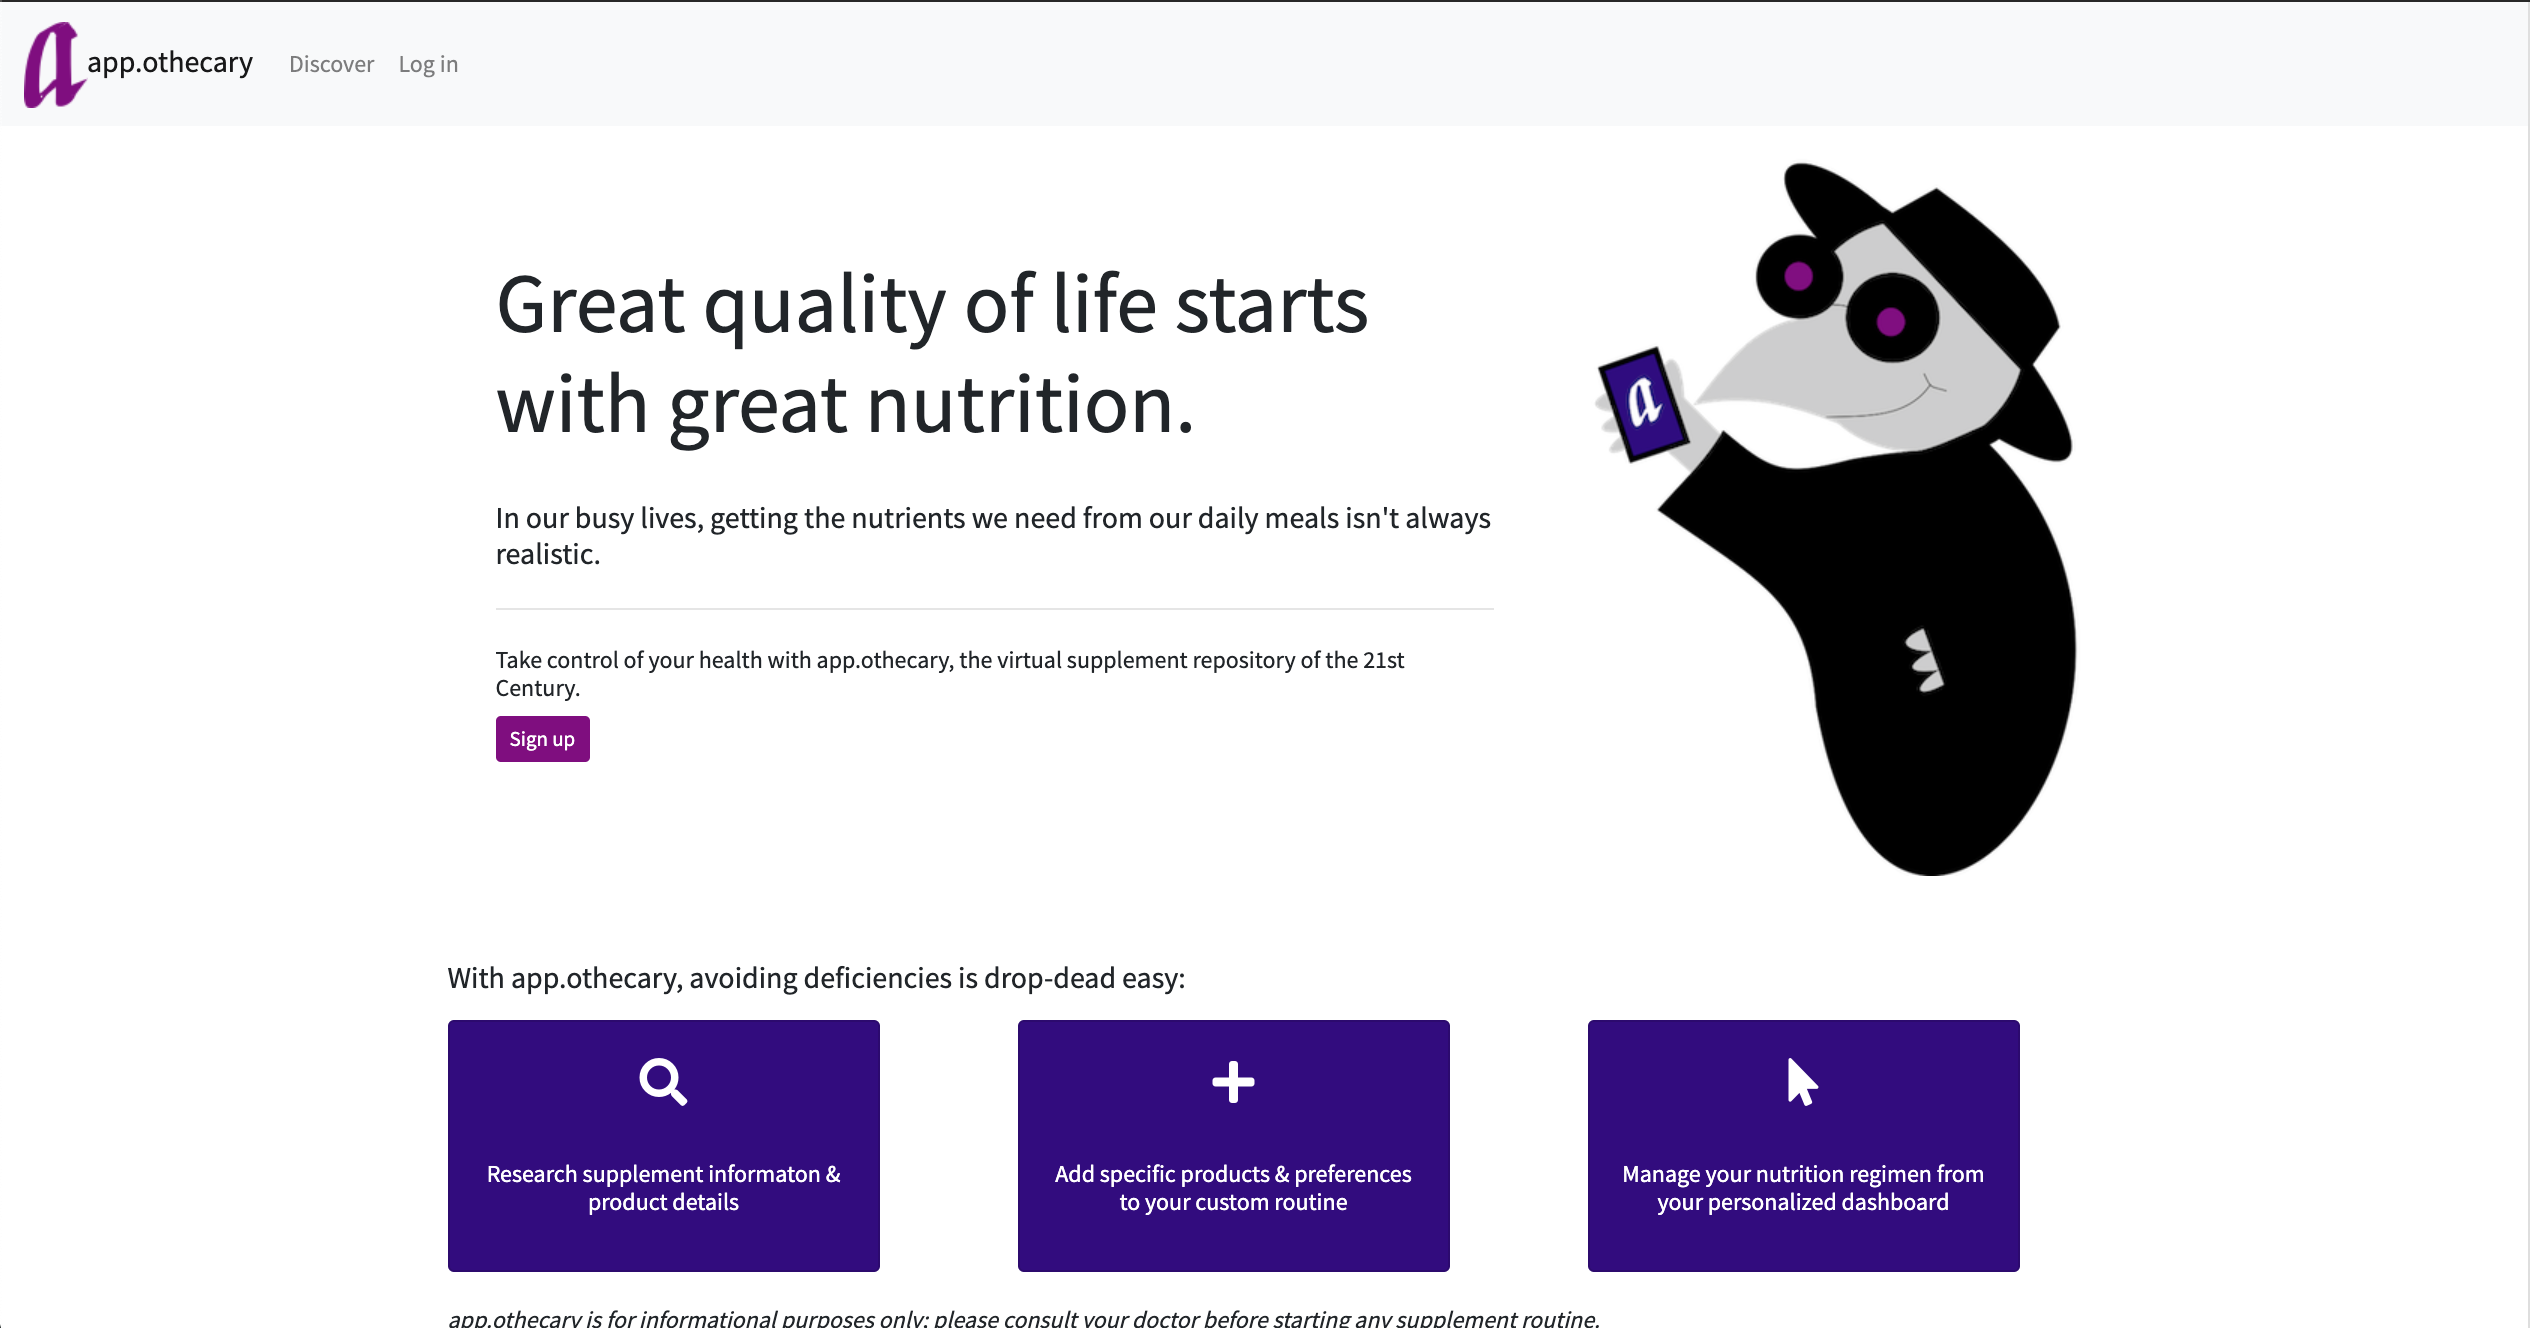 a app.othecary Discover Log in
Great quality of life starts
with great nutrition.
a
In our busy lives, getting the nutrients we need from our daily meals isn't always
realistic.
Take control of your health with app.othecary, the virtual supplement repository of the 21st
Century.
Sign up
With app.othecary, avoiding deficiencies is drop-dead easy:
Research supplement informaton &
product details
Add specific products & preferences
to your custom routine
Manage your nutrition regimen from
your personalized dashboard
app.othecary is for informational purposes only; please consult your doctor before starting any supplement routine.